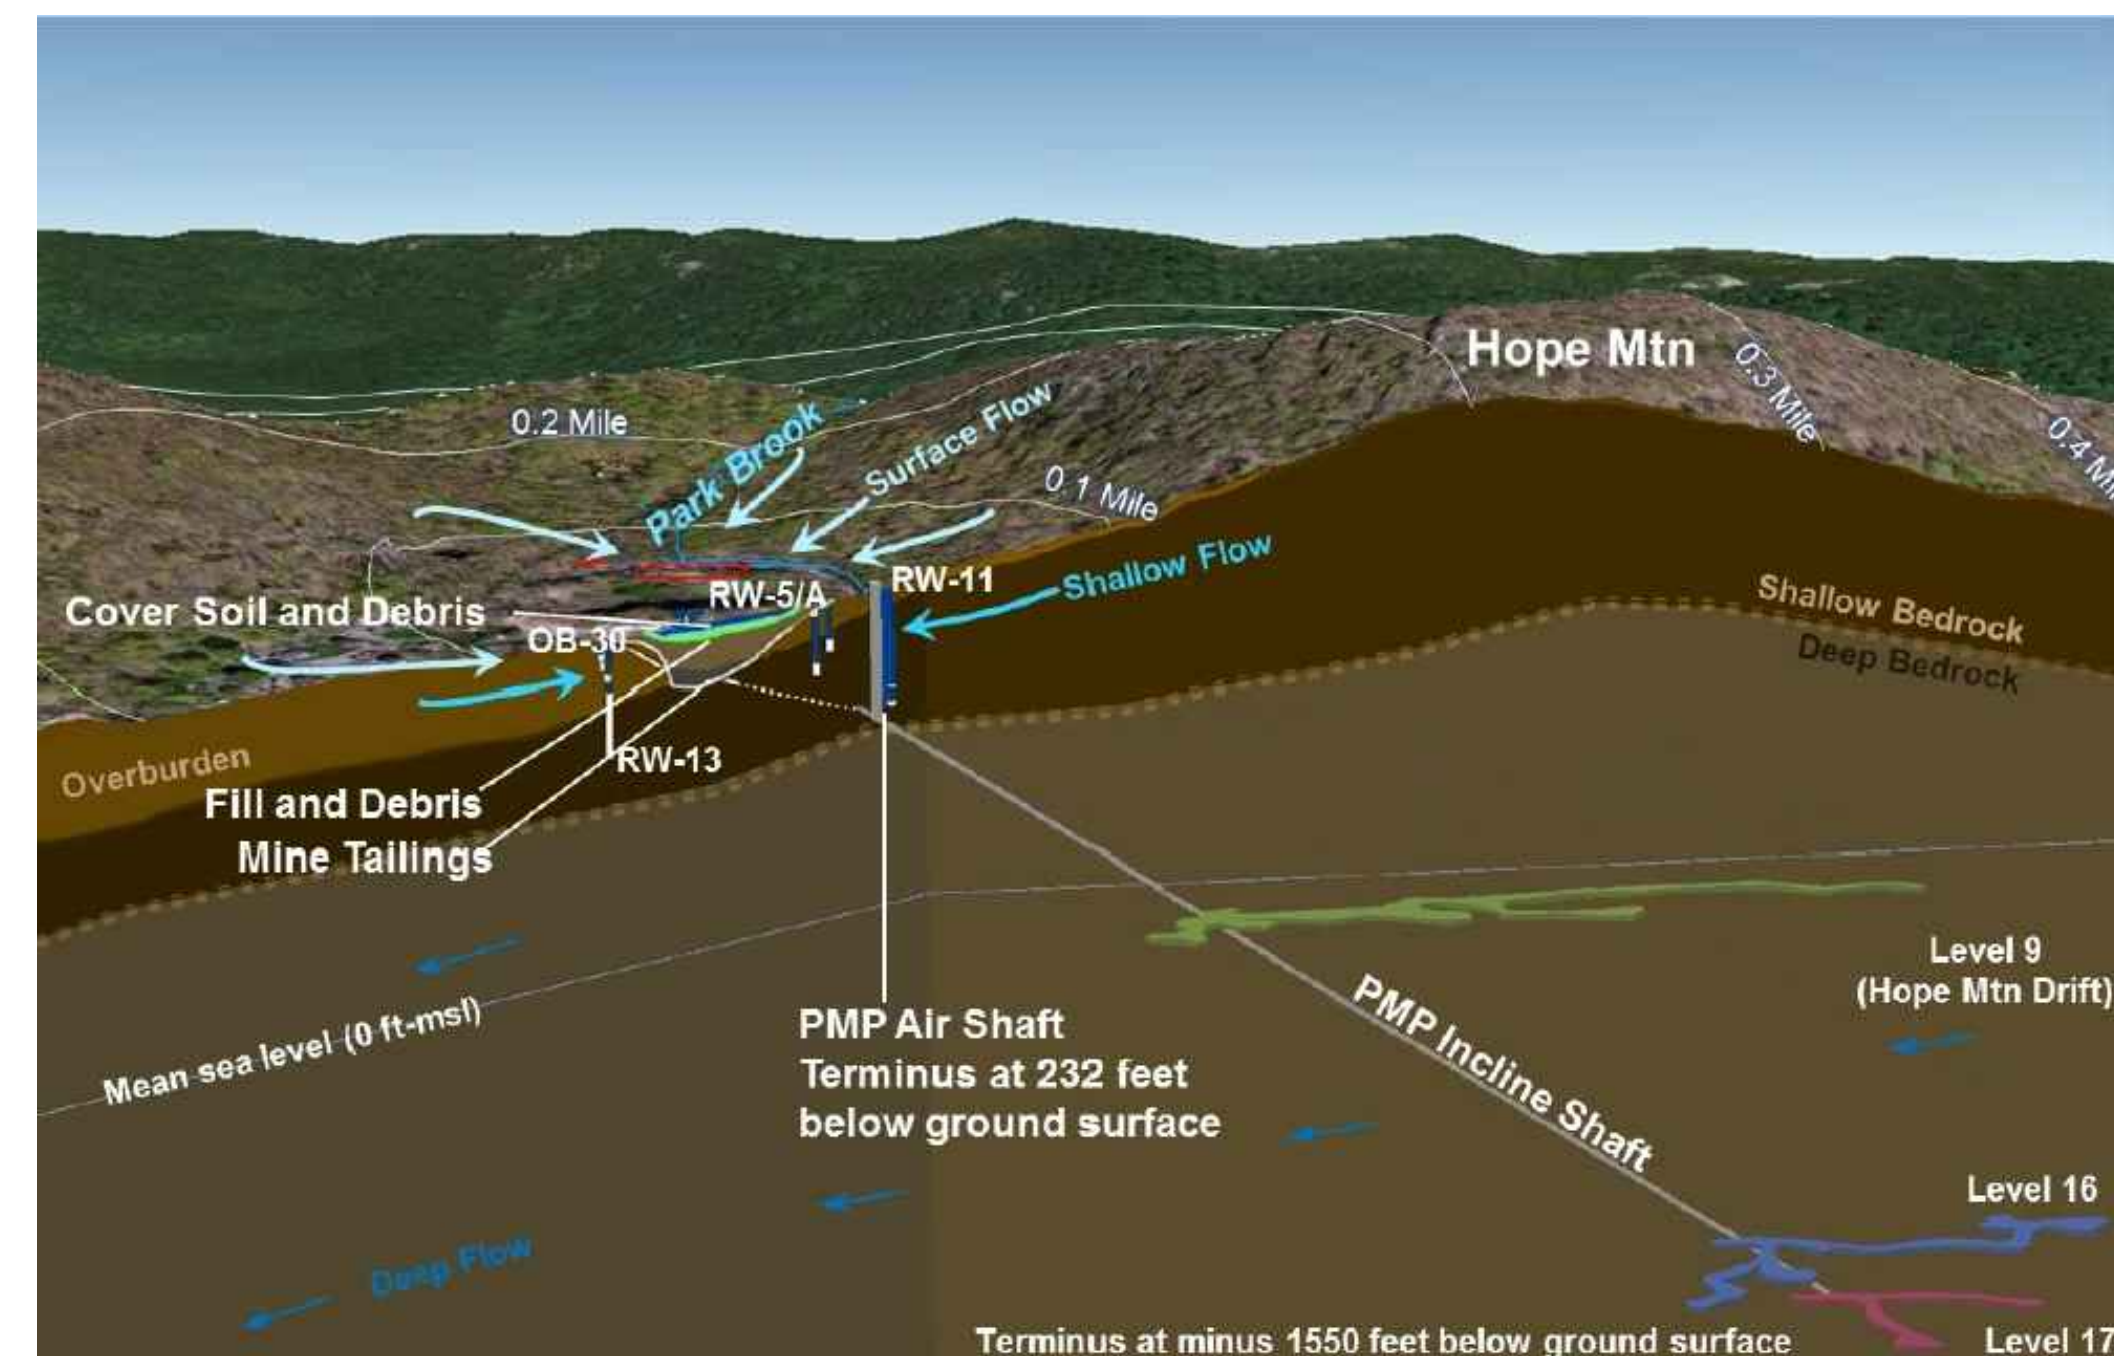 Hope Mtn
0.3 Mile
0.2 Mile
Park Brook
Surface Flow
0.4
0.1 Mile
Shallow Flow
RW-11
RW-5/A
Cover Soil and Debris
OB-30
Shallow Bedrock
Deep Bedrock
Overburden
RW-13
Fill and Debris
Mine Tailings
Level 9
(Hope Mtn Drift)
Mean sea level (0 ft-msl)
PMP Air Shaft
Terminus at 232 feet
below ground surface
PMP Incline Shaft
Level 16
Deep Flow
Terminus at minus 1550 feet below ground surface
Level 17